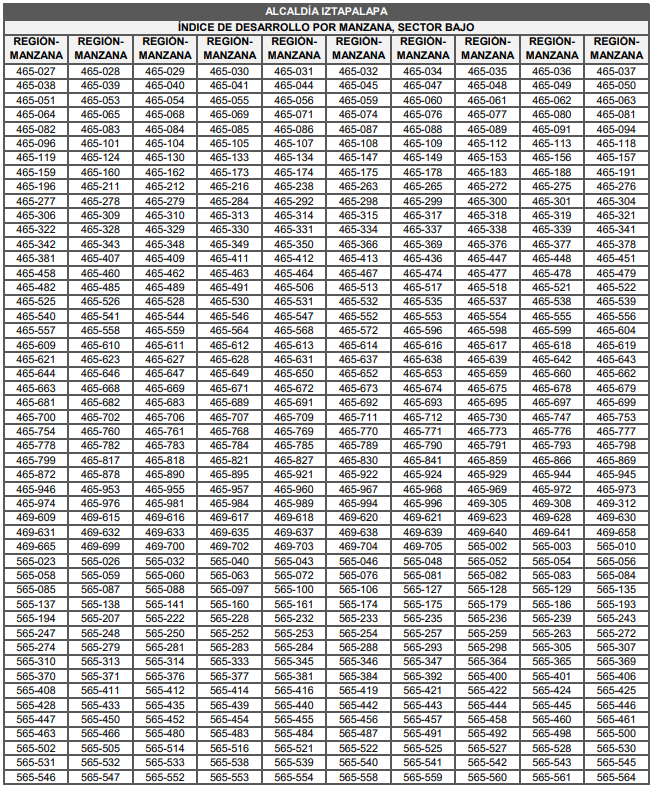 ALCALDÍA IZTAPALAPA
ÍNDICE DE DESARROLLO POR MANZANA, SECTOR BAJO
REGIÓN-MANZANA REGIÓN-MANZANA REGIÓN-MANZANA REGIÓN-MANZANA REGIÓN-MANZANA REGIÓN-MANZANA REGIÓN-MANZANA REGIÓN-MANZANA REGIÓN-MANZANA REGIÓN-MANZANA
465-027 465-028 465-029 465-030 465-031 465-032 465-034 465-035 465-036 465-037
465-038 465-039 465-040 465-041 465-044 465-045 465-047 465-048 465-049 465-050
465-051 465-053 465-054 465-055 465-056 465-059 465-060 465-061 465-062 465-063
465-064 465-065 465-068 465-069 465-071 465-074 465-076 465-077 465-080 465-081
465-082 465-083 465-084 465-085 465-086 465-087 465-088 465-089 465-091 465-094
465-096 465-101 465-104 465-105 465-107 465-108 465-109 465-112 465-113 465-118
465-119 465-124 465-130 465-133 465-134 465-147 465-149 465-153 465-156 465-157
465-159 465-160 465-162 465-173 465-174 465-175 465-178 465-183 465-188 465-191
465-196 465-211 465-212 465-216 465-238 465-263 465-265 465-272 465-275 465-276
465-277 465-278 465-279 465-284 465-292 465-298 465-299 465-300 465-301 465-304
465-306 465-309 465-310 465-313 465-314 465-315 465-317 465-318 465-319 465-321
465-322 465-328 465-329 465-330 465-331 465-334 465-337 465-338 465-339 465-341
465-342 465-343 465-348 465-349 465-350 465-366 465-369 465-376 465-377 465-378
465-381 465-407 465-409 465-411 465-412 465-413 465-436 465-447 465-448 465-451
465-458 465-460 465-462 465-463 465-464 465-467 465-474 465-477 465-478 465-479
465-482 465-485 465-489 465-491 465-506 465-513 465-517 465-518 465-521 465-522
465-525 465-526 465-528 465-530 465-531 465-532 465-535 465-537 465-538 465-539
465-540 465-541 465-544 465-546 465-547 465-552 465-553 465-554 465-555 465-556
465-557 465-558 465-559 465-564 465-568 465-572 465-596 465-598 465-599 465-604
465-609 465-610 465-611 465-612 465-613 465-614 465-616 465-617 465-618 465-619
465-621 465-623 465-627 465-628 465-631 465-637 465-638 465-639 465-642 465-643
465-644 465-646 465-647 465-649 465-650 465-652 465-653 465-659 465-660 465-662
465-663 465-668 465-669 465-671 465-672 465-673 465-674 465-675 465-678 465-679
465-681 465-682 465-683 465-689 465-691 465-692 465-693 465-695 465-697 465-699
465-700 465-702 465-706 465-707 465-709 465-711 465-712 465-730 465-747 465-753
465-754 465-760 465-761 465-768 465-769 465-770 465-771 465-773 465-776 465-777
465-778 465-782 465-783 465-784 465-785 465-789 465-790 465-791 465-793 465-798
465-799 465-817 465-818 465-821 465-827 465-830 465-841 465-859 465-866 465-869
465-872 465-878 465-890 465-895 465-921 465-922 465-924 465-929 465-944 465-945
465-946 465-953 465-955 465-957 465-960 465-967 465-968 465-969 465-972 465-973
465-974 465-976 465-981 465-984 465-989 465-994 465-996 469-305 469-308 469-312
469-609 469-615 469-616 469-617 469-618 469-620 469-621 469-623 469-628 469-630
469-631 469-632 469-633 469-635 469-637 469-638 469-639 469-640 469-641 469-658
469-665 469-699 469-700 469-702 469-703 469-704 469-705 565-002 565-003 565-010
565-023 565-026 565-032 565-040 565-043 565-046 565-048 565-052 565-054 565-056
565-058 565-059 565-060 565-063 565-072 565-076 565-081 565-082 565-083 565-084
565-085 565-087 565-088 565-097 565-100 565-106 565-127 565-128 565-129 565-135
565-137 565-138 565-141 565-160 565-161 565-174 565-175 565-179 565-186 565-193
565-194 565-207 565-222 565-228 565-232 565-233 565-235 565-236 565-239 565-243
565-247 565-248 565-250 565-252 565-253 565-254 565-257 565-259 565-263 565-272
565-274 565-279 565-281 565-283 565-284 565-288 565-293 565-298 565-305 565-307
565-310 565-313 565-314 565-333 565-345 565-346 565-347 565-364 565-365 565-369
565-370 565-371 565-376 565-377 565-381 565-384 565-392 565-400 565-401 565-406
565-408 565-411 565-412 565-414 565-416 565-419 565-421 565-422 565-424 565-425
565-428 565-433 565-435 565-439 565-440 565-442 565-443 565-444 565-445 565-446
565-447 565-450 565-452 565-454 565-455 565-456 565-457 565-458 565-460 565-461
565-463 565-466 565-480 565-483 565-484 565-487 565-491 565-492 565-498 565-500
565-502 565-505 565-514 565-516 565-521 565-522 565-525 565-527 565-528 565-530
565-531 565-532 565-533 565-538 565-539 565-540 565-541 565-542 565-543 565-545
565-546 565-547 565-552 565-553 565-554 565-558 565-559 565-560 565-561 565-564